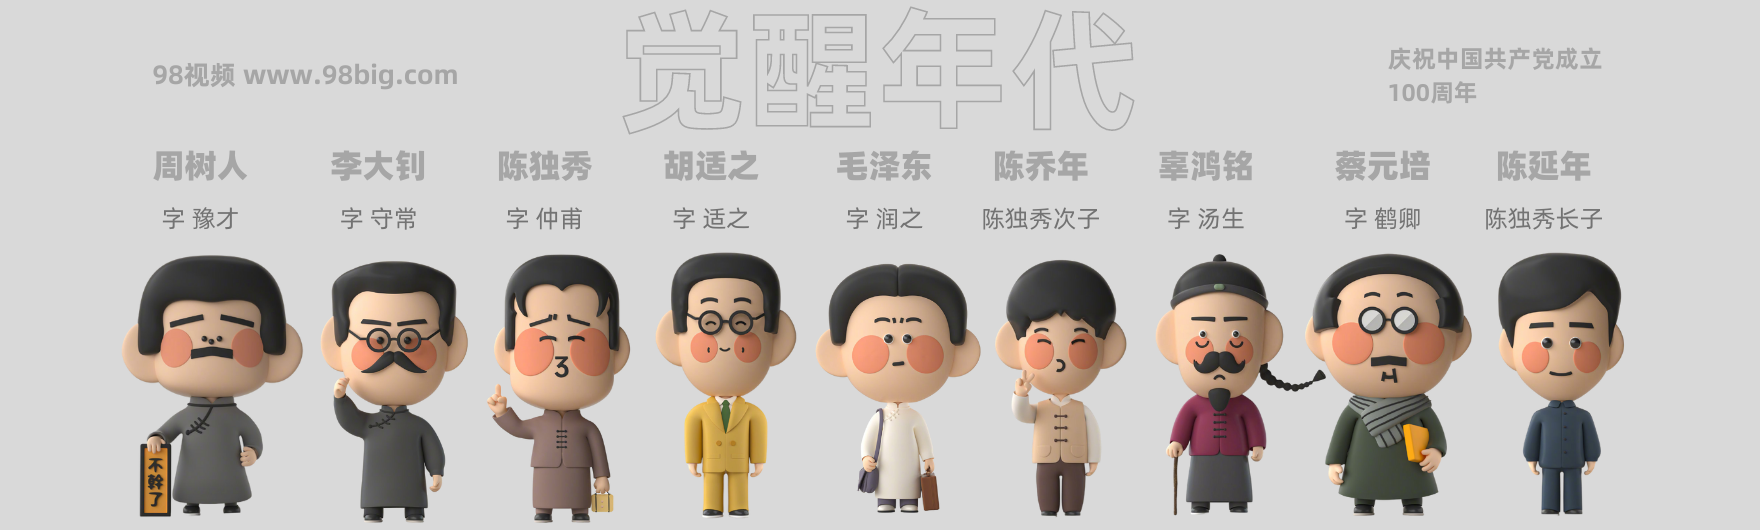 觉醒年代
98视频 www.98big.com
庆祝中国共产党成立
100周年
周树人 李大钊 陈独秀 胡适之 毛泽东 陈乔年 辜鸿铭 蔡元培 陈延年
字 豫才 字 守常 字 仲甫 字 适之 字 润之 陈独秀次子 字 汤生 字 鹤卿 陈独秀长子
不幹了